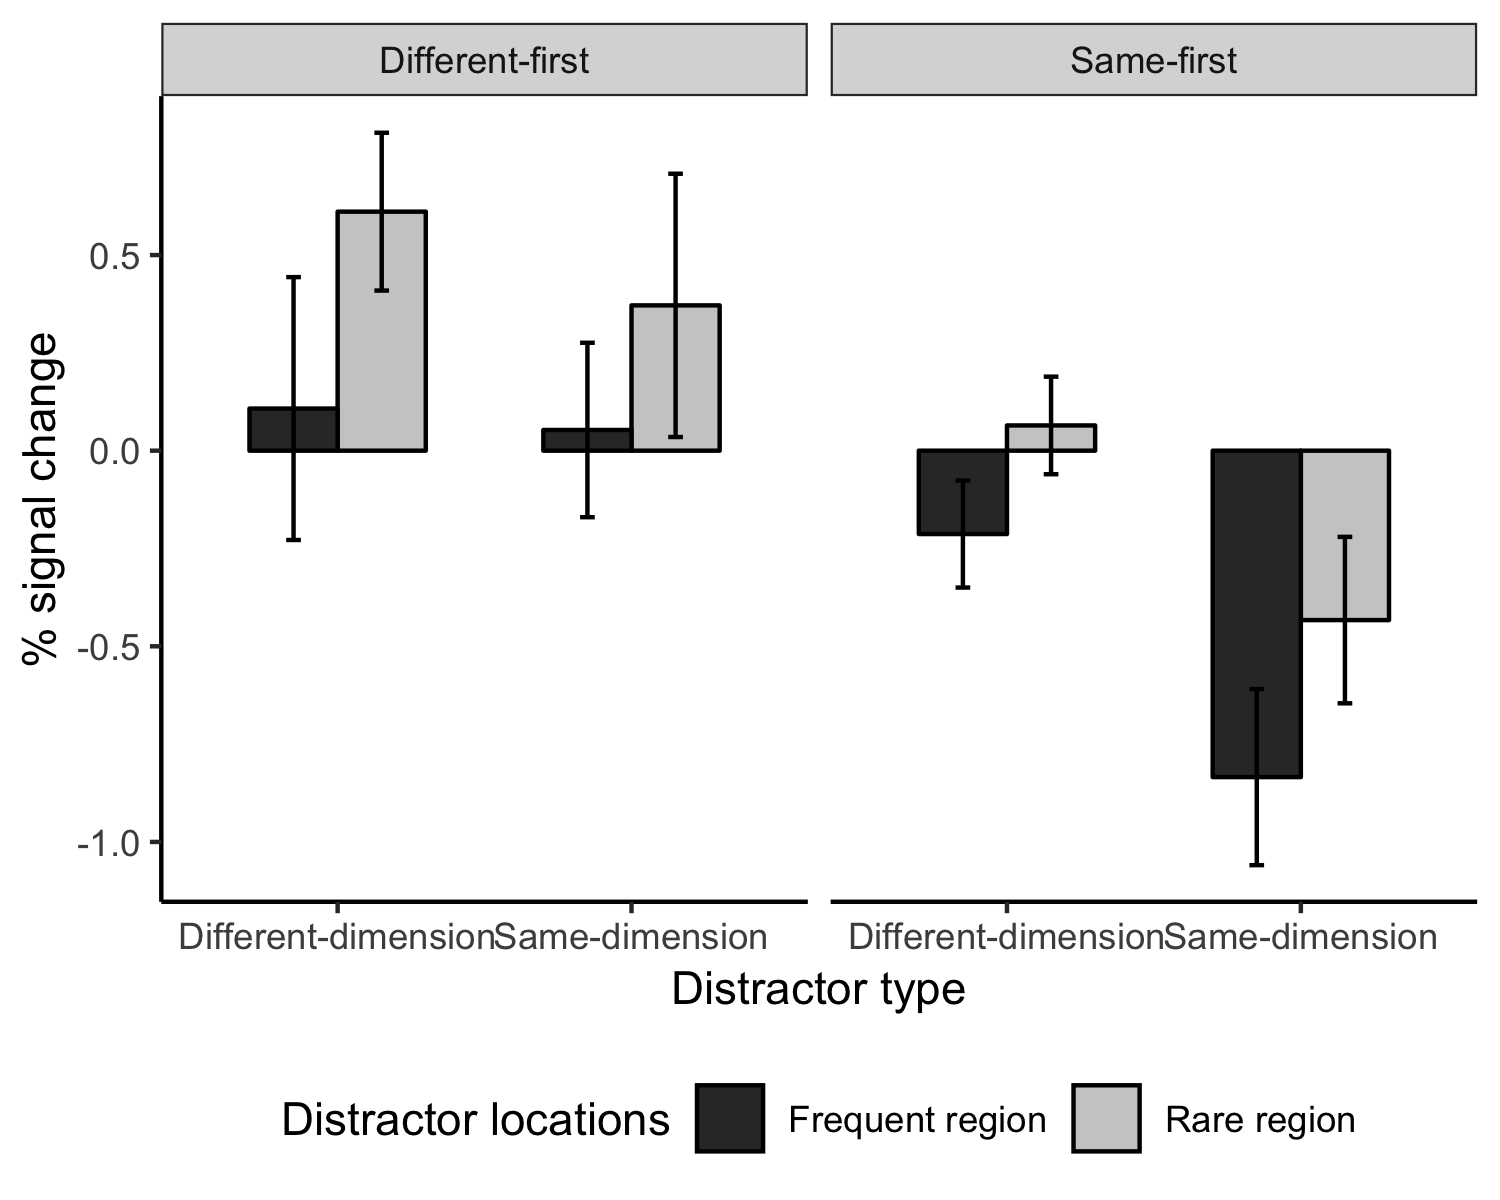 Different-first
Same-first
% signal change
0.5
0.0
-0.5
-1.0
Different-dimension
Same-dimension
Different-dimension
Same-dimension
Distractor type
Distractor locations
Frequent region
Rare region